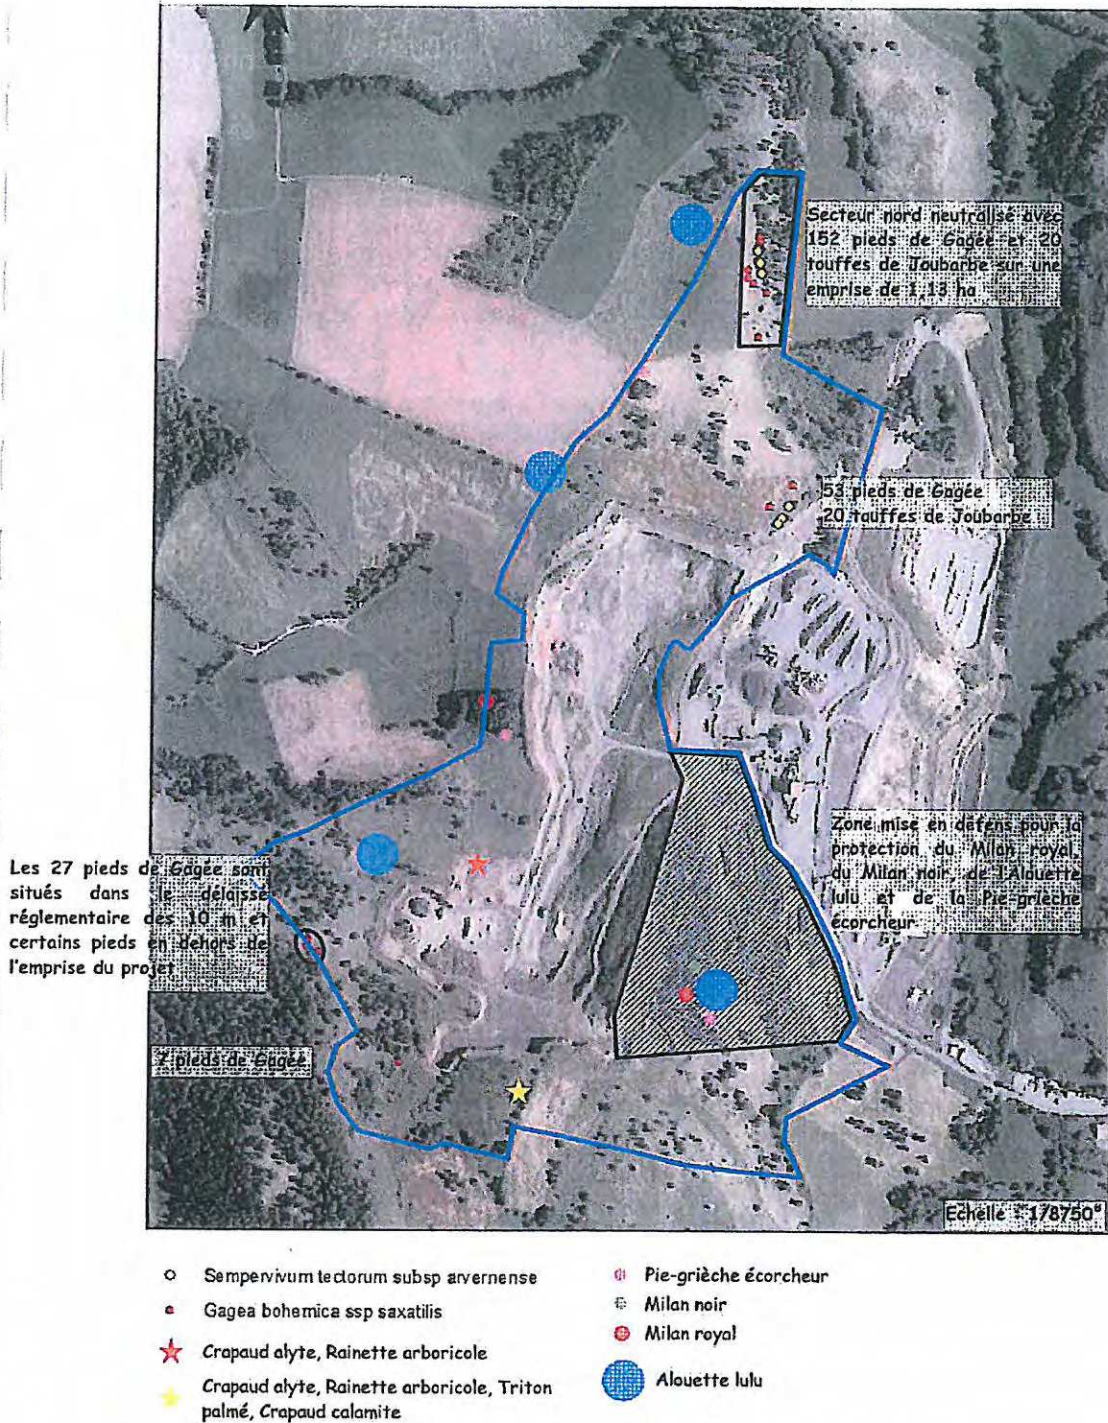 Secteur nord neutralisé avec
152 pieds de Gagée et 20
touffes de Joubarbe sur une
emprise de 1,13 ha
53 pieds de Gagée
20 touffes de Joubarbe
Zone mise en défens pour la
protection du Milan royal,
du Milan noir, de l'Alouette
lulu et de la Pie-grièche
écorcheur
Les 27 pieds de Gagée sont
situés dans le délaissé
réglementaire des 10 m et
certains pieds en dehors de
l'emprise du projet
7 pieds de Gagée
Echelle : 1/8750°
Sempervivum tectorum subsp arvernense
Gagea bohemica ssp saxatilis
Crapaud alyte, Rainette arboricole
Crapaud alyte, Rainette arboricole, Triton
palmé, Crapaud calamite
Pie-grièche écorcheur
Milan noir
Milan royal
Alouette lulu